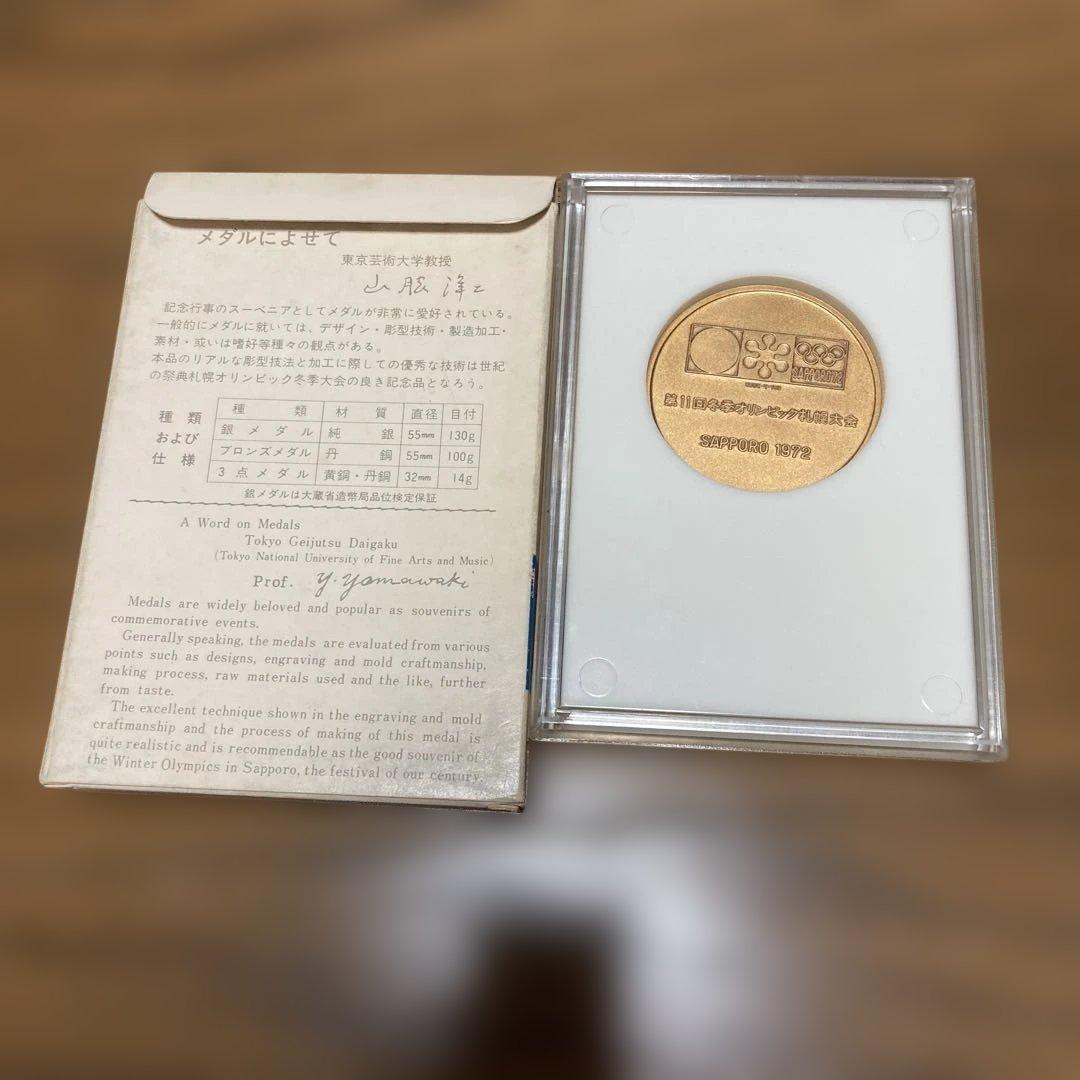 メダルによせて
東京芸術大学教授
山脇洋二
記念行事のスーベニアとしてメダルが非常に愛好されている。
一般的にメダルに就いては、デザイン・彫型技術・製造加工・
素材・或いは嗜好等種々の観点がある。
本品のリアルな彫型技法と加工に際しての優秀な技術は世紀
の祭典札幌オリンピック冬季大会の良き記念品となろう。
種類
および
仕様
種類 材質 直径 目付
銀メダル 純銀 55mm 130g
ブロンズメダル 丹銅 55mm 100g
3点メダル 黄銅・丹銅 32mm 14g
銀メダルは大蔵省造幣局品位検定保証
A Word on Medals
Tokyo Geijutsu Daigaku
(Tokyo National University of Fine Arts and Music)
Prof. Y. Yamawaki
Medals are widely beloved and popular as souvenirs of
commemorative events.
Generally speaking, the medals are evaluated from various
points such as designs, engraving and mold craftmanship,
making process, raw materials used and the like, further
from taste.
The excellent technique shown in the engraving and mold
craftmanship and the process of making of this medal is
quite realistic and is recommendable as the good souvenir of
the Winter Olympics in Sapporo, the festival of our century.
SAPPORO'72
第11回冬季オリンピック札幌大会
SAPPORO 1972